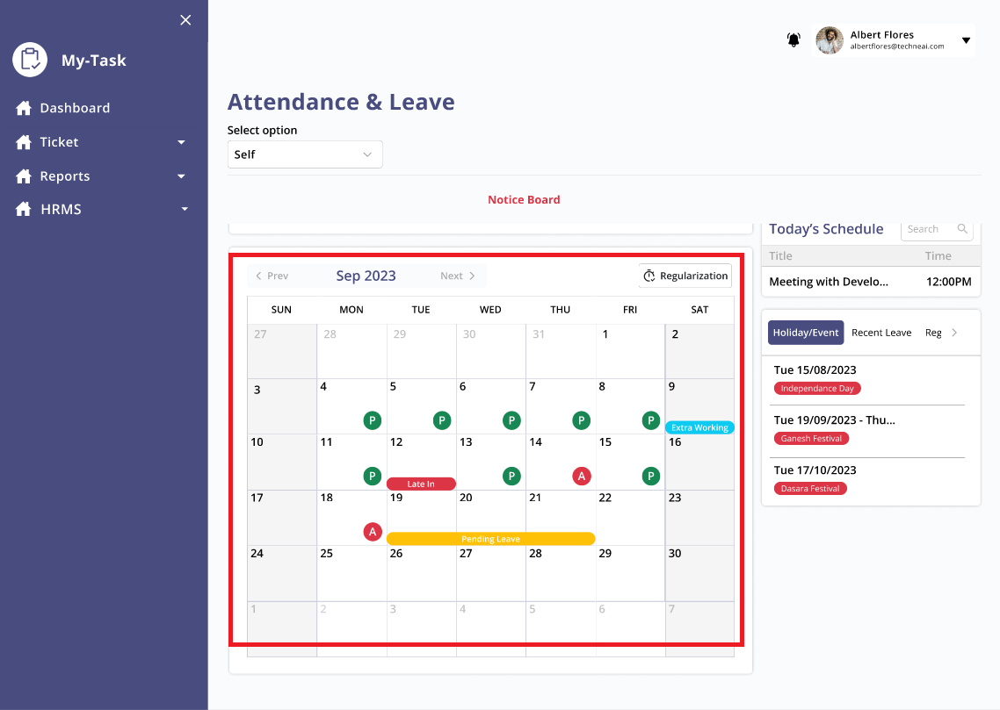 My-Task
Dashboard
Ticket
Reports
HRMS
Albert Flores
albertflores@techneai.com
Attendance & Leave
Select option
Self
Notice Board
Prev Sep 2023 Next Regularization
SUN MON TUE WED THU FRI SAT
27 28 29 30 31 1 2
3 4 5 6 7 8 9
P P P P P Extra Working
10 11 12 13 14 15 16
P Late In P A P
17 18 19 20 21 22 23
A Pending Leave
24 25 26 27 28 29 30
1 2 3 4 5 6 7
Today's Schedule Search
Title Time
Meeting with Develo... 12:00PM
Holiday/Event Recent Leave Reg
Tue 15/08/2023
Independance Day
Tue 19/09/2023 - Thu...
Ganesh Festival
Tue 17/10/2023
Dasara Festival